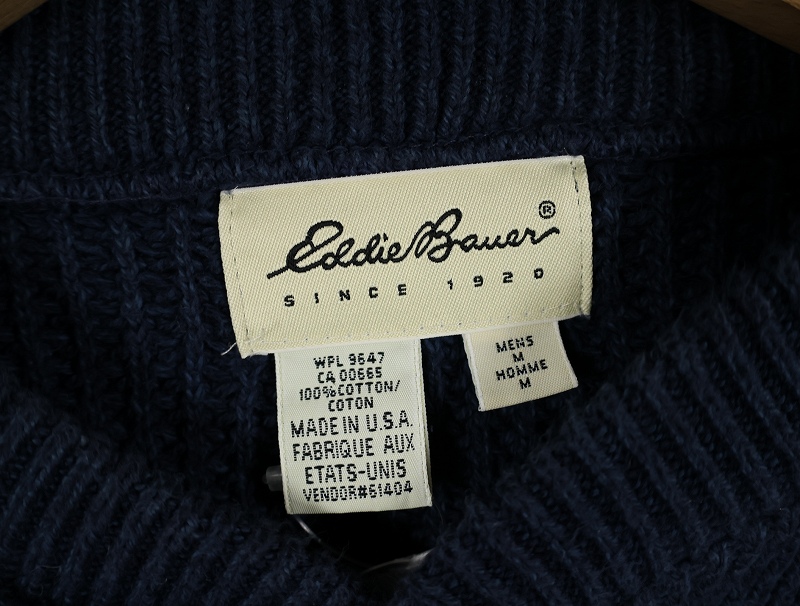 Eddie Bauer®
SINCE 1920
WPL 9647
CA 00665
100%COTTON/
COTON
MADE IN U.S.A.
FABRIQUE AUX
ETATS-UNIS
VENDOR#61404
MENS
M
HOMME
M